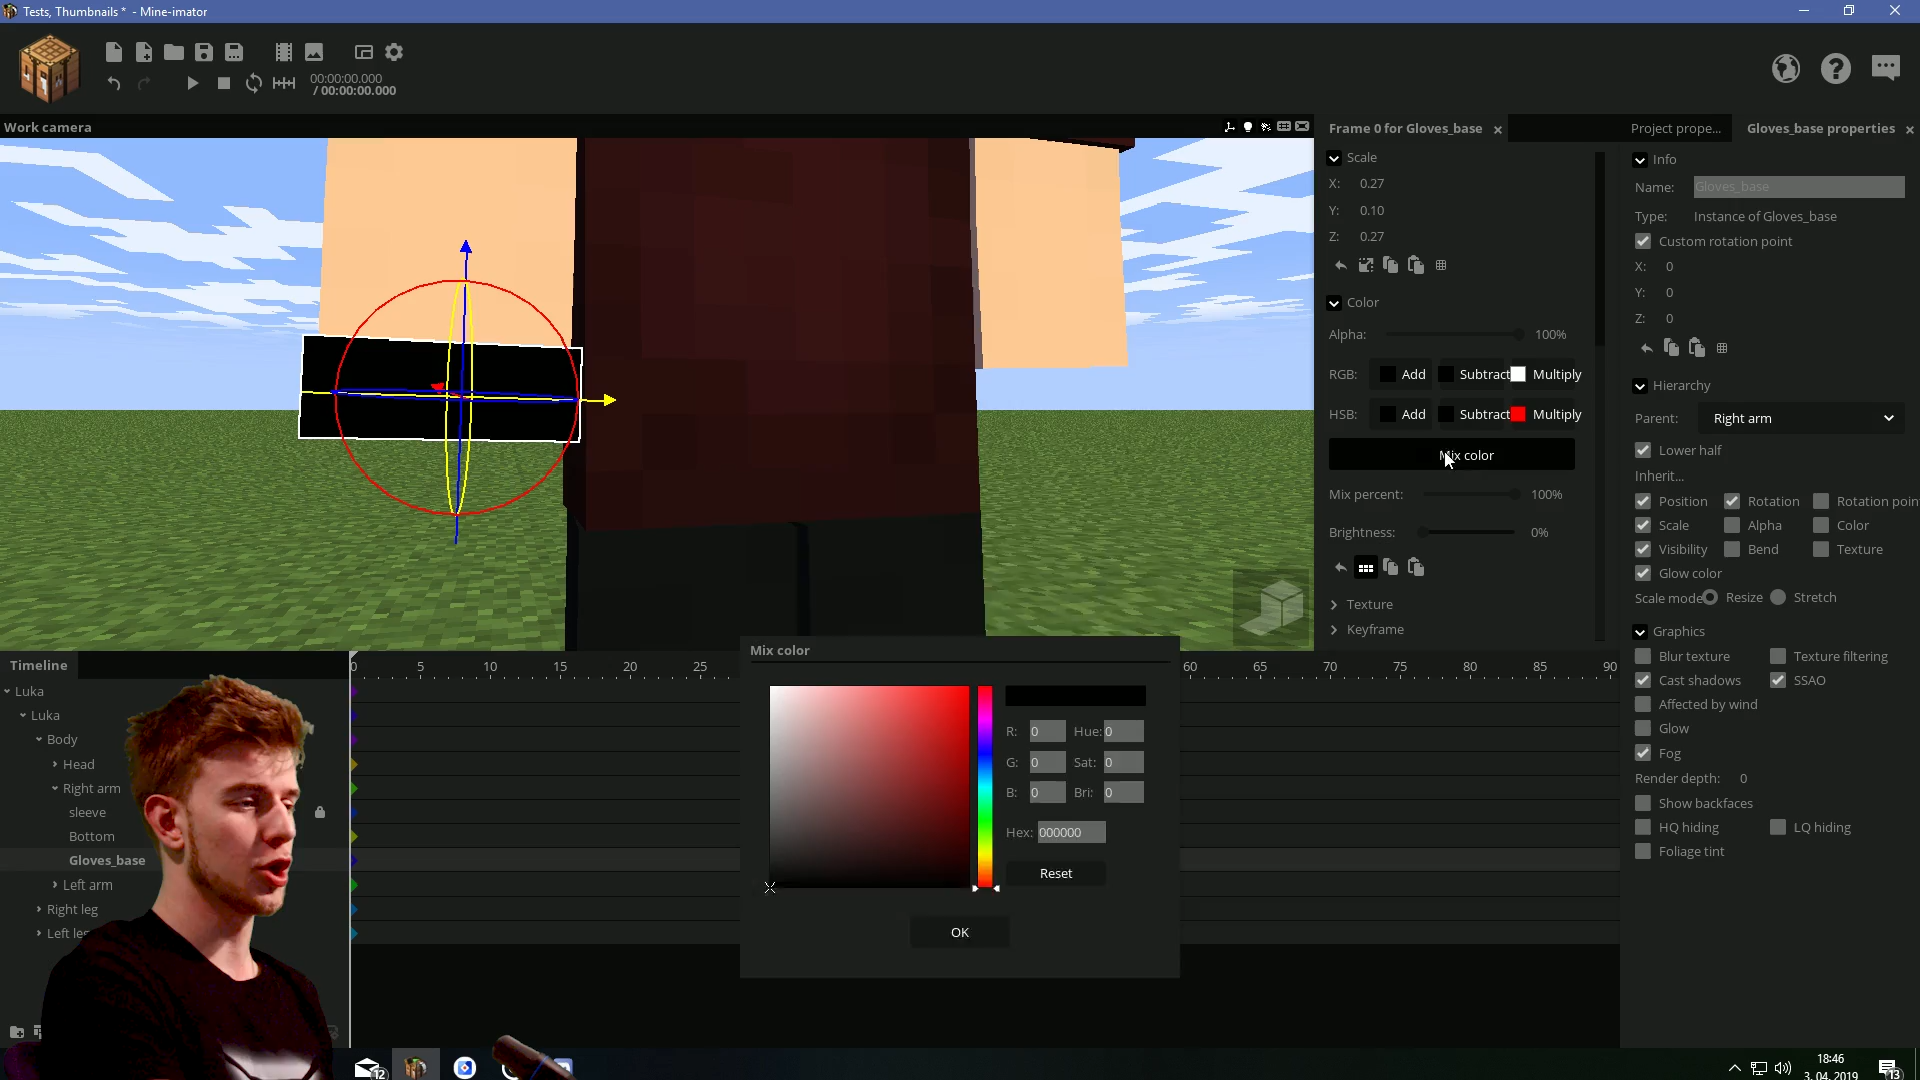 Tests, Thumbnails * - Mine-imator
00:00:00.000
/ 00:00:00.000
Work camera
Frame 0 for Gloves_base
Scale
X: 0.27
Y: 0.10
Z: 0.27
Color
Alpha: 100%
RGB: Add Subtract Multiply
HSB: Add Subtract Multiply
Mix color
Mix percent: 100%
Brightness: 0%
Texture
Keyframe
Project prope...
Gloves_base properties
Info
Name: Gloves_base
Type: Instance of Gloves_base
Custom rotation point
X: 0
Y: 0
Z: 0
Hierarchy
Parent: Right arm
Lower half
Inherit...
Position Rotation Rotation poin
Scale Alpha Color
Visibility Bend Texture
Glow color
Scale mode Resize Stretch
Graphics
Blur texture Texture filtering
Cast shadows SSAO
Affected by wind
Glow
Fog
Render depth: 0
Show backfaces
HQ hiding LQ hiding
Foliage tint
Timeline
0 5 10 15 20 25 60 65 70 75 80 85 90
Luka
Luka
Body
Head
Right arm
sleeve
Bottom
Gloves_base
Left arm
Right leg
Left le
Mix color
R: 0 Hue: 0
G: 0 Sat: 0
B: 0 Bri: 0
Hex: 000000
Reset
OK
12
18:46
3. 04. 2019
13